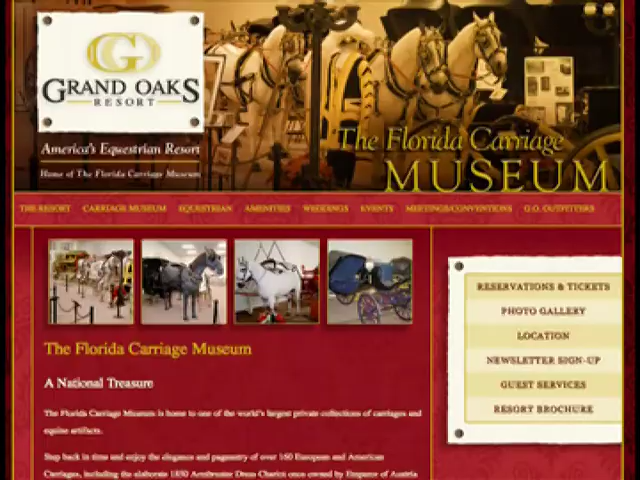 GO
GRAND OAKS
RESORT
America's Equestrian Resort
Home of The Florida Carriage Museum
The Florida Carriage
MUSEUM
THE RESORT CARRIAGE MUSEUM EQUESTRIAN AMENITIES WEDDINGS EVENTS MEETINGS/CONVENTIONS G.O. OUTFITTERS
RESERVATIONS & TICKETS
PHOTO GALLERY
LOCATION
NEWSLETTER SIGN-UP
GUEST SERVICES
RESORT BROCHURE
The Florida Carriage Museum
A National Treasure
The Florida Carriage Museum is home to one of the world's largest private collections of carriages and
equine artifacts.
Step back in time and enjoy the elegance and pageantry of over 160 European and American
Carriages, including the elaborate 1850 Armbruster Dress Chariot once owned by Emperor of Austria